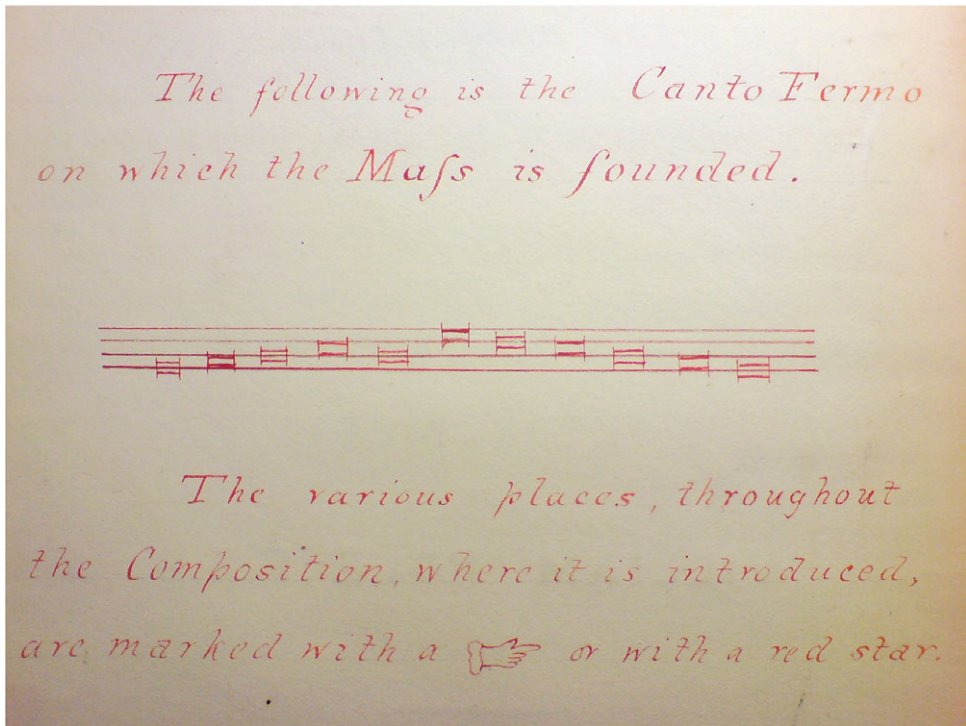 The following is the Canto Fermo
on which the Maſs is founded.
The various places, throughout
the Composition, where it is introduced,
are marked with a ☞ or with a red star.